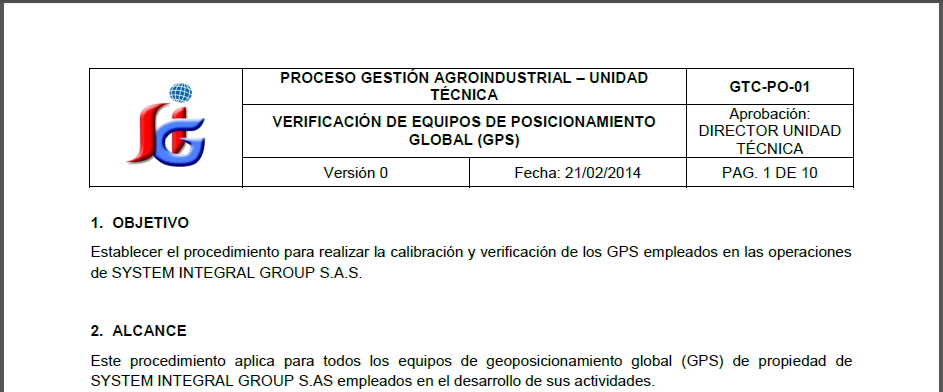 SiG
PROCESO GESTIÓN AGROINDUSTRIAL – UNIDAD
TÉCNICA
GTC-PO-01
VERIFICACIÓN DE EQUIPOS DE POSICIONAMIENTO
GLOBAL (GPS)
Aprobación:
DIRECTOR UNIDAD
TÉCNICA
Versión 0
Fecha: 21/02/2014
PAG. 1 DE 10
1. OBJETIVO
Establecer el procedimiento para realizar la calibración y verificación de los GPS empleados en las operaciones
de SYSTEM INTEGRAL GROUP S.A.S.
2. ALCANCE
Este procedimiento aplica para todos los equipos de geoposicionamiento global (GPS) de propiedad de
SYSTEM INTEGRAL GROUP S.AS empleados en el desarrollo de sus actividades.